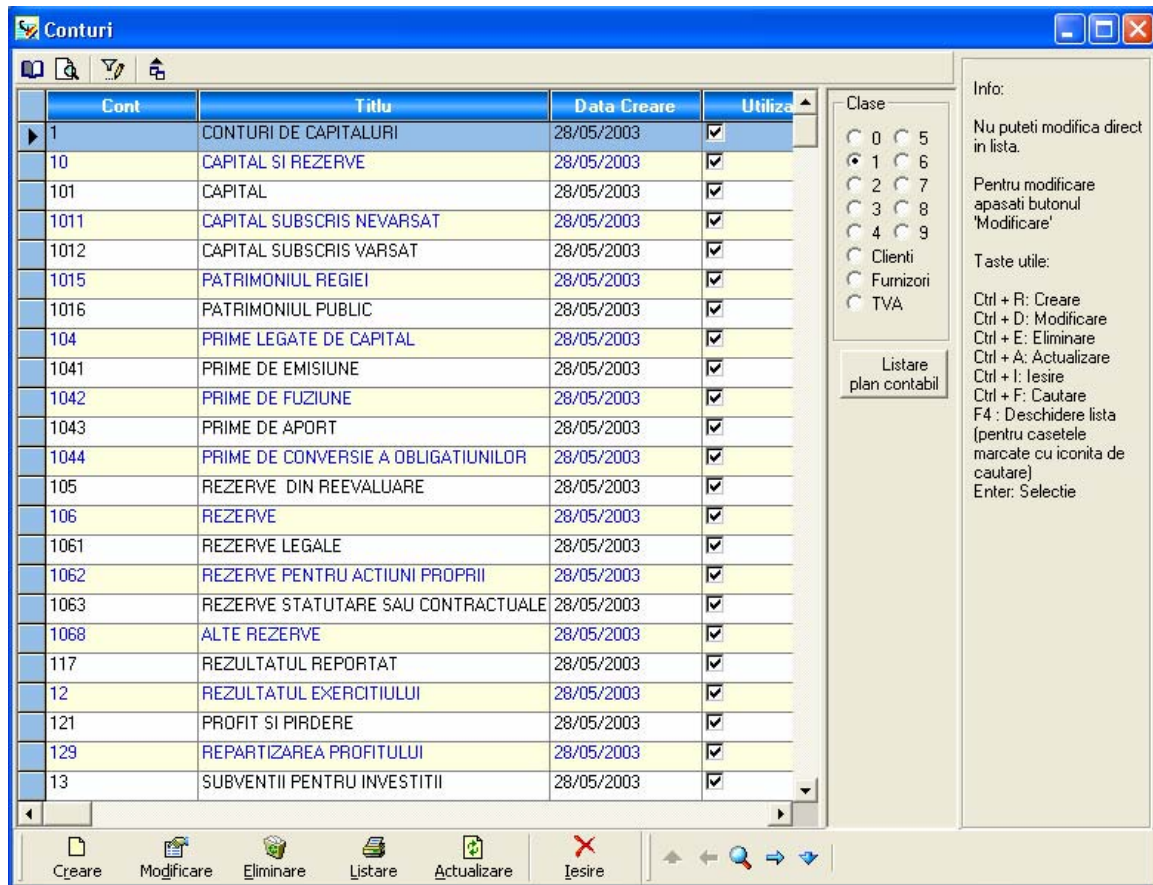 Conturi
Cont Titlu Data Creare Utiliza
1 CONTURI DE CAPITALURI 28/05/2003
10 CAPITAL SI REZERVE 28/05/2003
101 CAPITAL 28/05/2003
1011 CAPITAL SUBSCRIS NEVARSAT 28/05/2003
1012 CAPITAL SUBSCRIS VARSAT 28/05/2003
1015 PATRIMONIUL REGIEI 28/05/2003
1016 PATRIMONIUL PUBLIC 28/05/2003
104 PRIME LEGATE DE CAPITAL 28/05/2003
1041 PRIME DE EMISIUNE 28/05/2003
1042 PRIME DE FUZIUNE 28/05/2003
1043 PRIME DE APORT 28/05/2003
1044 PRIME DE CONVERSIE A OBLIGATIUNILOR 28/05/2003
105 REZERVE DIN REEVALUARE 28/05/2003
106 REZERVE 28/05/2003
1061 REZERVE LEGALE 28/05/2003
1062 REZERVE PENTRU ACTIUNI PROPRII 28/05/2003
1063 REZERVE STATUTARE SAU CONTRACTUALE 28/05/2003
1068 ALTE REZERVE 28/05/2003
117 REZULTATUL REPORTAT 28/05/2003
12 REZULTATUL EXERCITIULUI 28/05/2003
121 PROFIT SI PIRDERE 28/05/2003
129 REPARTIZAREA PROFITULUI 28/05/2003
13 SUBVENTII PENTRU INVESTITII 28/05/2003
Clase
0 5
1 6
2 7
3 8
4 9
Clienti
Furnizori
TVA
Listare
plan contabil
Info:
Nu puteti modifica direct
in lista.
Pentru modificare
apasati butonul
'Modificare'
Taste utile:
Ctrl + R: Creare
Ctrl + D: Modificare
Ctrl + E: Eliminare
Ctrl + A: Actualizare
Ctrl + I: Iesire
Ctrl + F: Cautare
F4 : Deschidere lista
(pentru casetele
marcate cu iconita de
cautare)
Enter: Selectie
Creare Modificare Eliminare Listare Actualizare Iesire